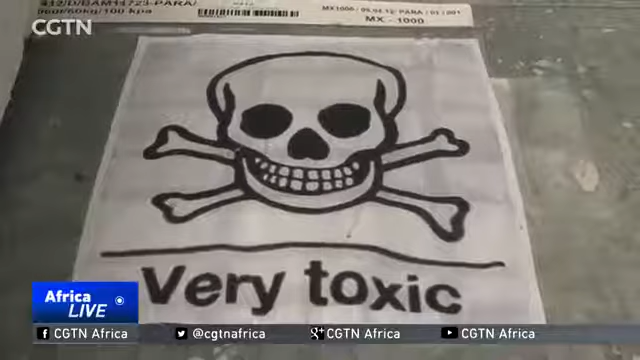 CGTN
MX-1000
MX - 1000
Very toxic
Africa
LIVE
CGTN Africa
@cgtnafrica
CGTN Africa
CGTN Africa